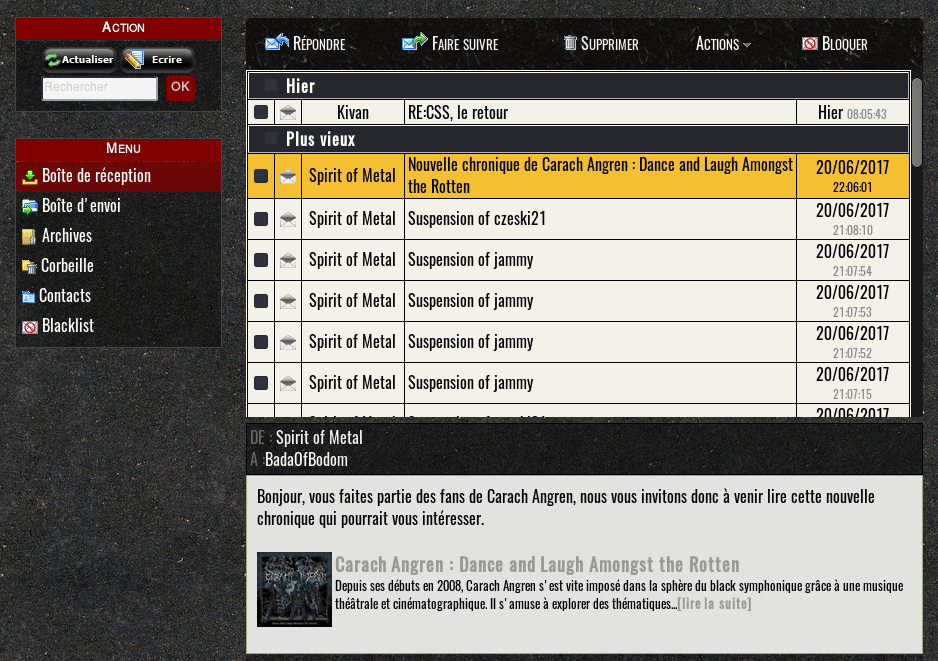 Action
Actualiser Ecrire
Rechercher OK
Menu
Boîte de réception
Boîte d'envoi
Archives
Corbeille
Contacts
Blacklist
Répondre Faire suivre Supprimer Actions Bloquer
Hier
Kivan RE:CSS, le retour Hier 08:05:43
Plus vieux
Spirit of Metal Nouvelle chronique de Carach Angren : Dance and Laugh Amongst the Rotten 20/06/2017 22:06:01
Spirit of Metal Suspension of czeski21 20/06/2017 21:08:10
Spirit of Metal Suspension of jammy 20/06/2017 21:07:54
Spirit of Metal Suspension of jammy 20/06/2017 21:07:53
Spirit of Metal Suspension of jammy 20/06/2017 21:07:52
Spirit of Metal Suspension of jammy 20/06/2017 21:07:15
20/06/2017
DE : Spirit of Metal
A :BadaOfBodom
Bonjour, vous faites partie des fans de Carach Angren, nous vous invitons donc à venir lire cette nouvelle
chronique qui pourrait vous intéresser.
Carach Angren : Dance and Laugh Amongst the Rotten
Depuis ses débuts en 2008, Carach Angren s'est vite imposé dans la sphère du black symphonique grâce à une musique
théâtrale et cinématographique. Il s'amuse à explorer des thématiques...[lire la suite]